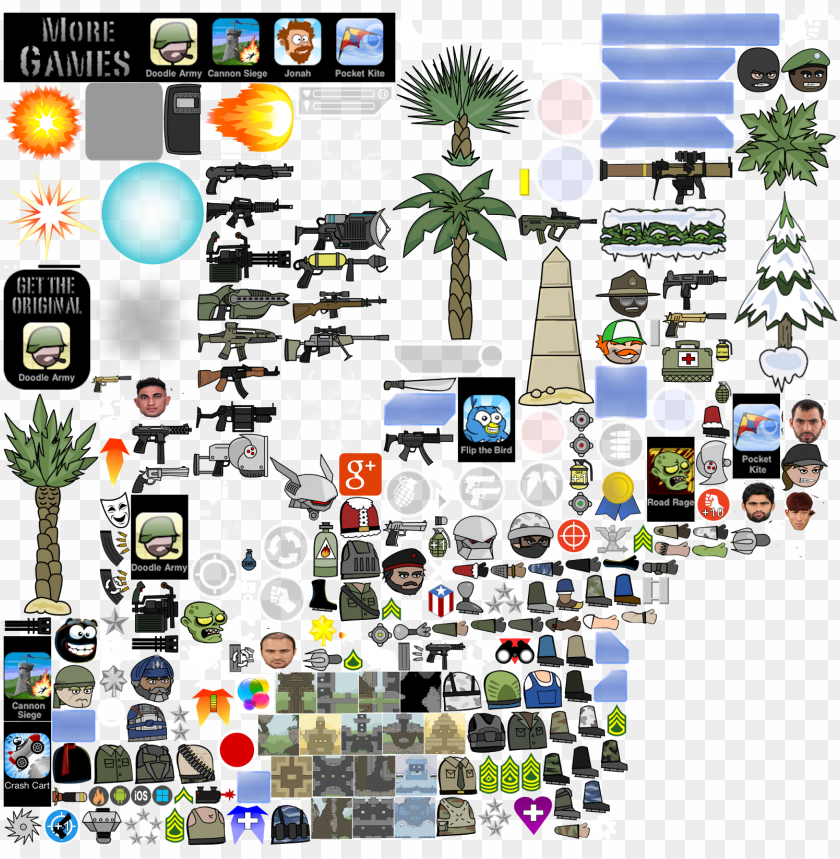 MORE
GAMES
Doodle Army
Cannon Siege
Jonah
Pocket Kite
GET THE
ORIGINAL
Doodle Army
Flip the Bird
Pocket
Kite
g+
Road Rage
+10
Doodle Army
Cannon
Siege
Crash Cart
iOS